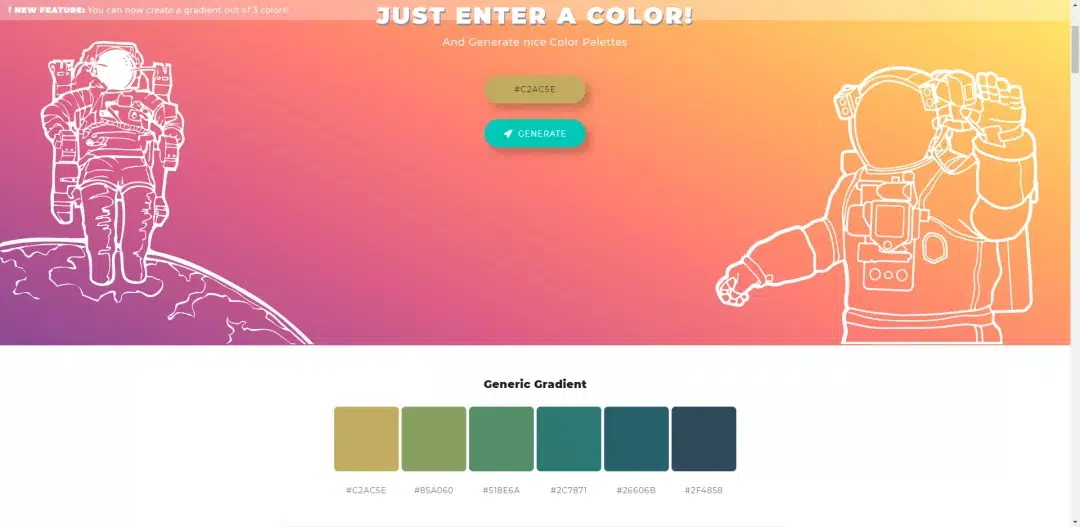 NEW FEATURE: You can now create a gradient out of 3 colors!
JUST ENTER A COLOR!
And Generate nice Color Palettes
#C2AC5E
GENERATE
Generic Gradient
#C2AC5E #85A060 #518E6A #2C7871 #26606B #2F4858